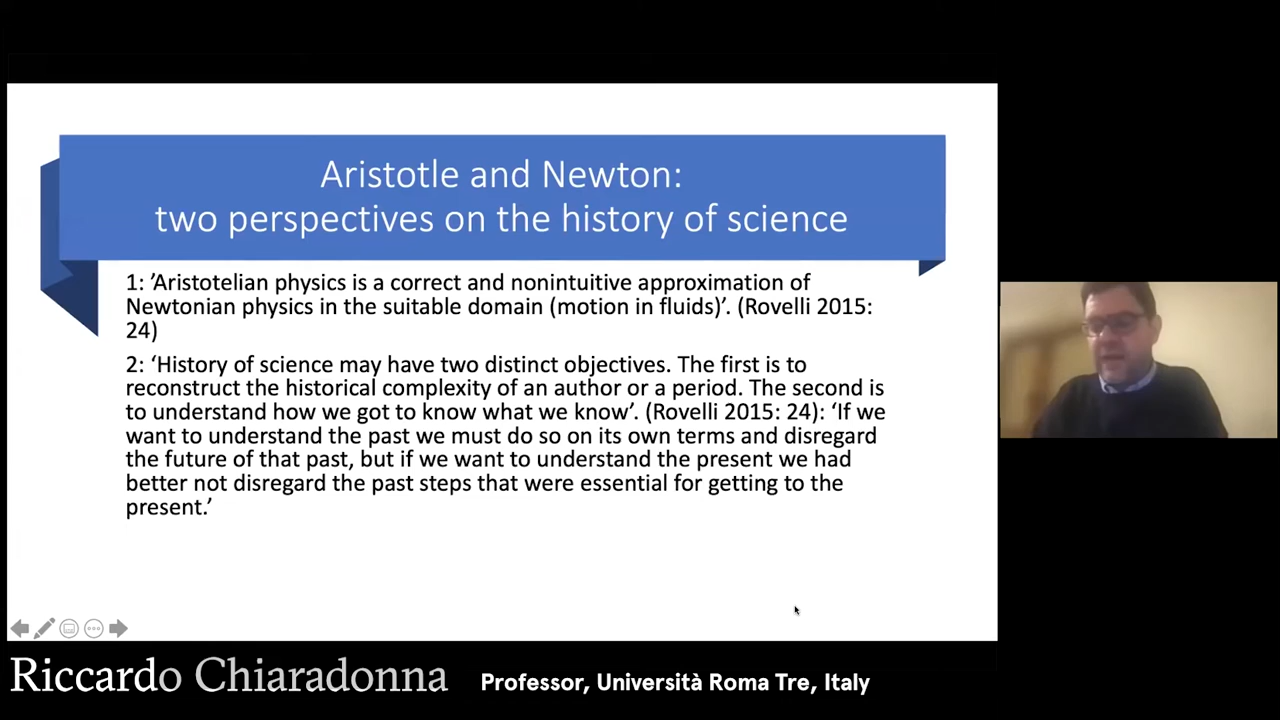 Aristotle and Newton:
two perspectives on the history of science
1: ’Aristotelian physics is a correct and nonintuitive approximation of
Newtonian physics in the suitable domain (motion in fluids)’. (Rovelli 2015:
24)
2: ‘History of science may have two distinct objectives. The first is to
reconstruct the historical complexity of an author or a period. The second is
to understand how we got to know what we know’. (Rovelli 2015: 24): ‘If we
want to understand the past we must do so on its own terms and disregard
the future of that past, but if we want to understand the present we had
better not disregard the past steps that were essential for getting to the
present.’
Riccardo Chiaradonna
Professor, Università Roma Tre, Italy